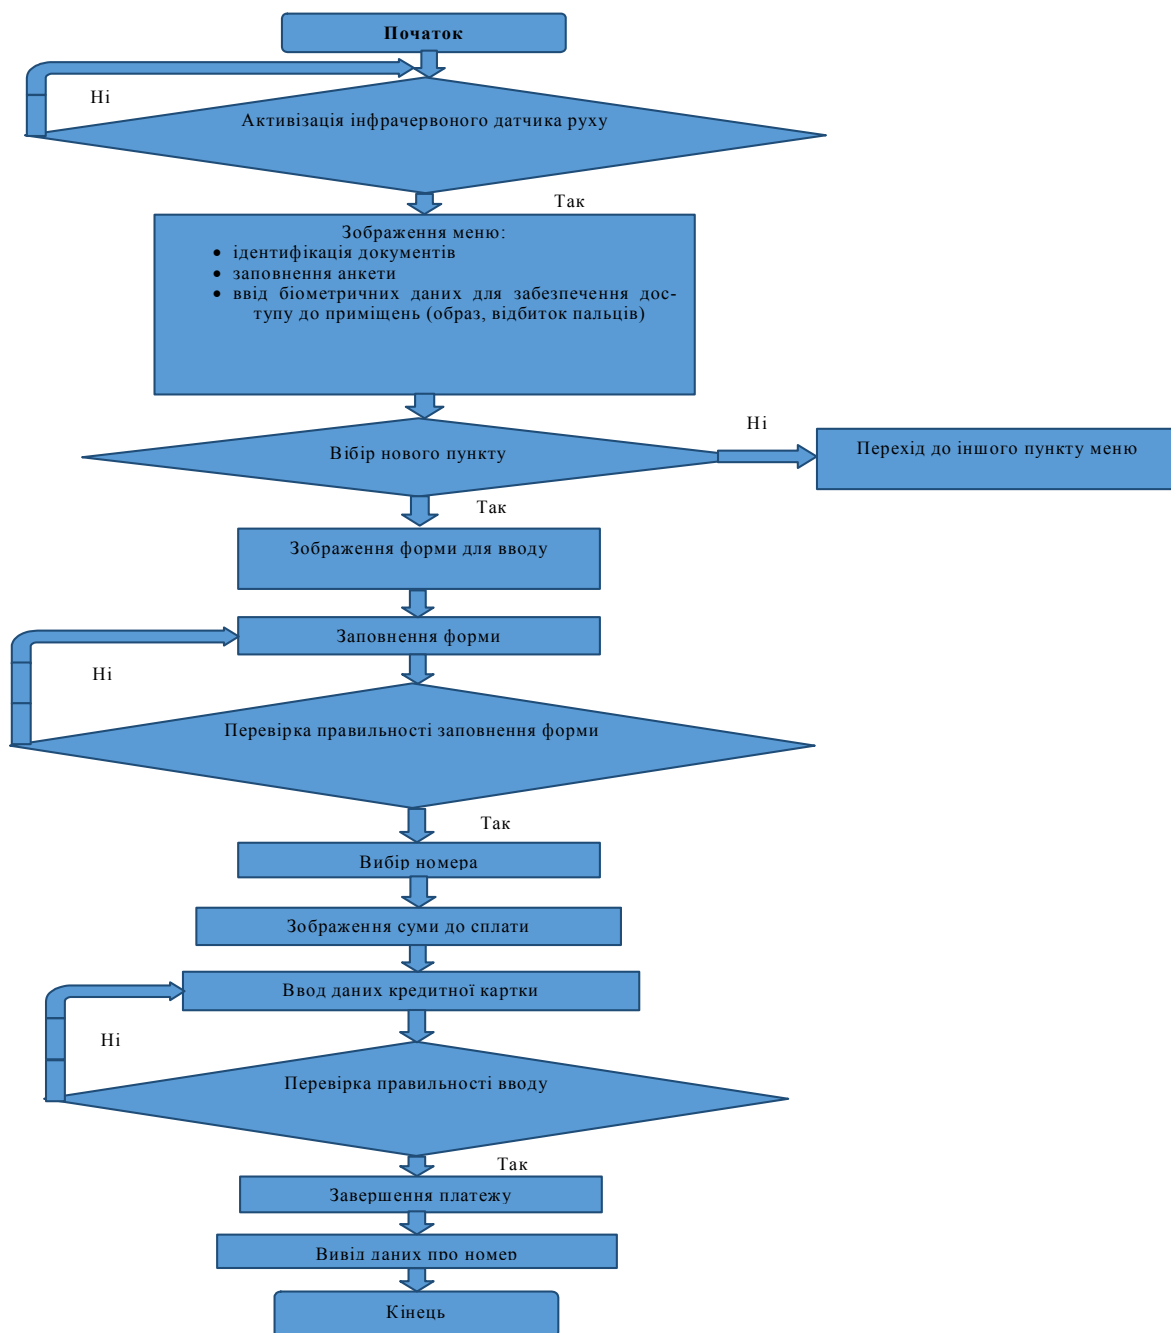 Початок
Ні
Активізація інфрачервоного датчика руху
Так
Зображення меню:
• ідентифікація документів
• заповнення анкети
• ввід біометричних даних для забезпечення дос-
тупу до приміщень (образ, відбиток пальців)
Ні
Вібір нового пункту
Перехід до іншого пункту меню
Так
Зображення форми для вводу
Заповнення форми
Ні
Перевірка правильності заповнення форми
Так
Вибір номера
Зображення суми до сплати
Ввод даних кредитної картки
Ні
Перевірка правильності вводу
Так
Завершення платежу
Вивід даних про номер
Кінець